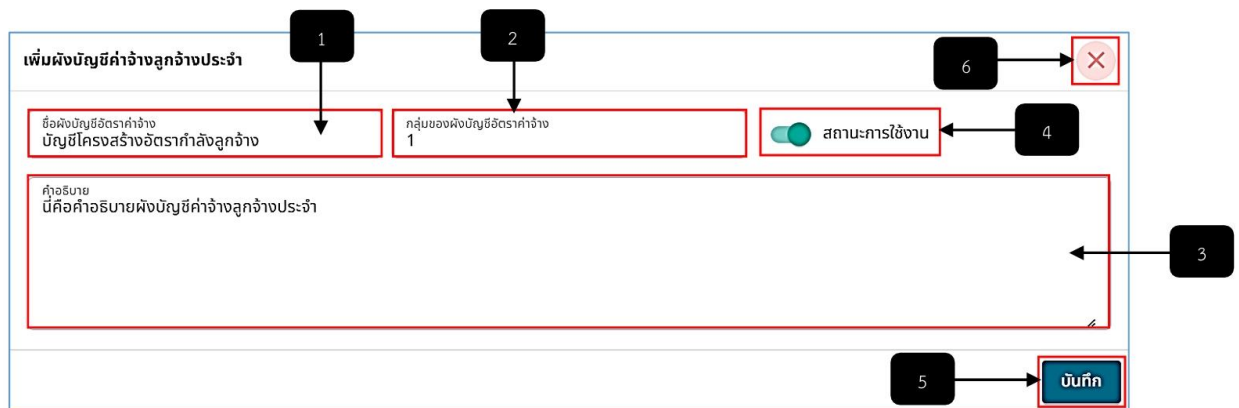 1
2
เพิ่มผังบัญชีค่าจ้างลูกจ้างประจำ
6
ชื่อผังบัญชีอัตราค่าจ้าง
บัญชีโครงสร้างอัตรากำลังลูกจ้าง
กลุ่มของผังบัญชีอัตราค่าจ้าง
1
สถานะการใช้งาน
4
คำอธิบาย
นี่คือคำอธิบายผังบัญชีค่าจ้างลูกจ้างประจำ
3
5
บันทึก